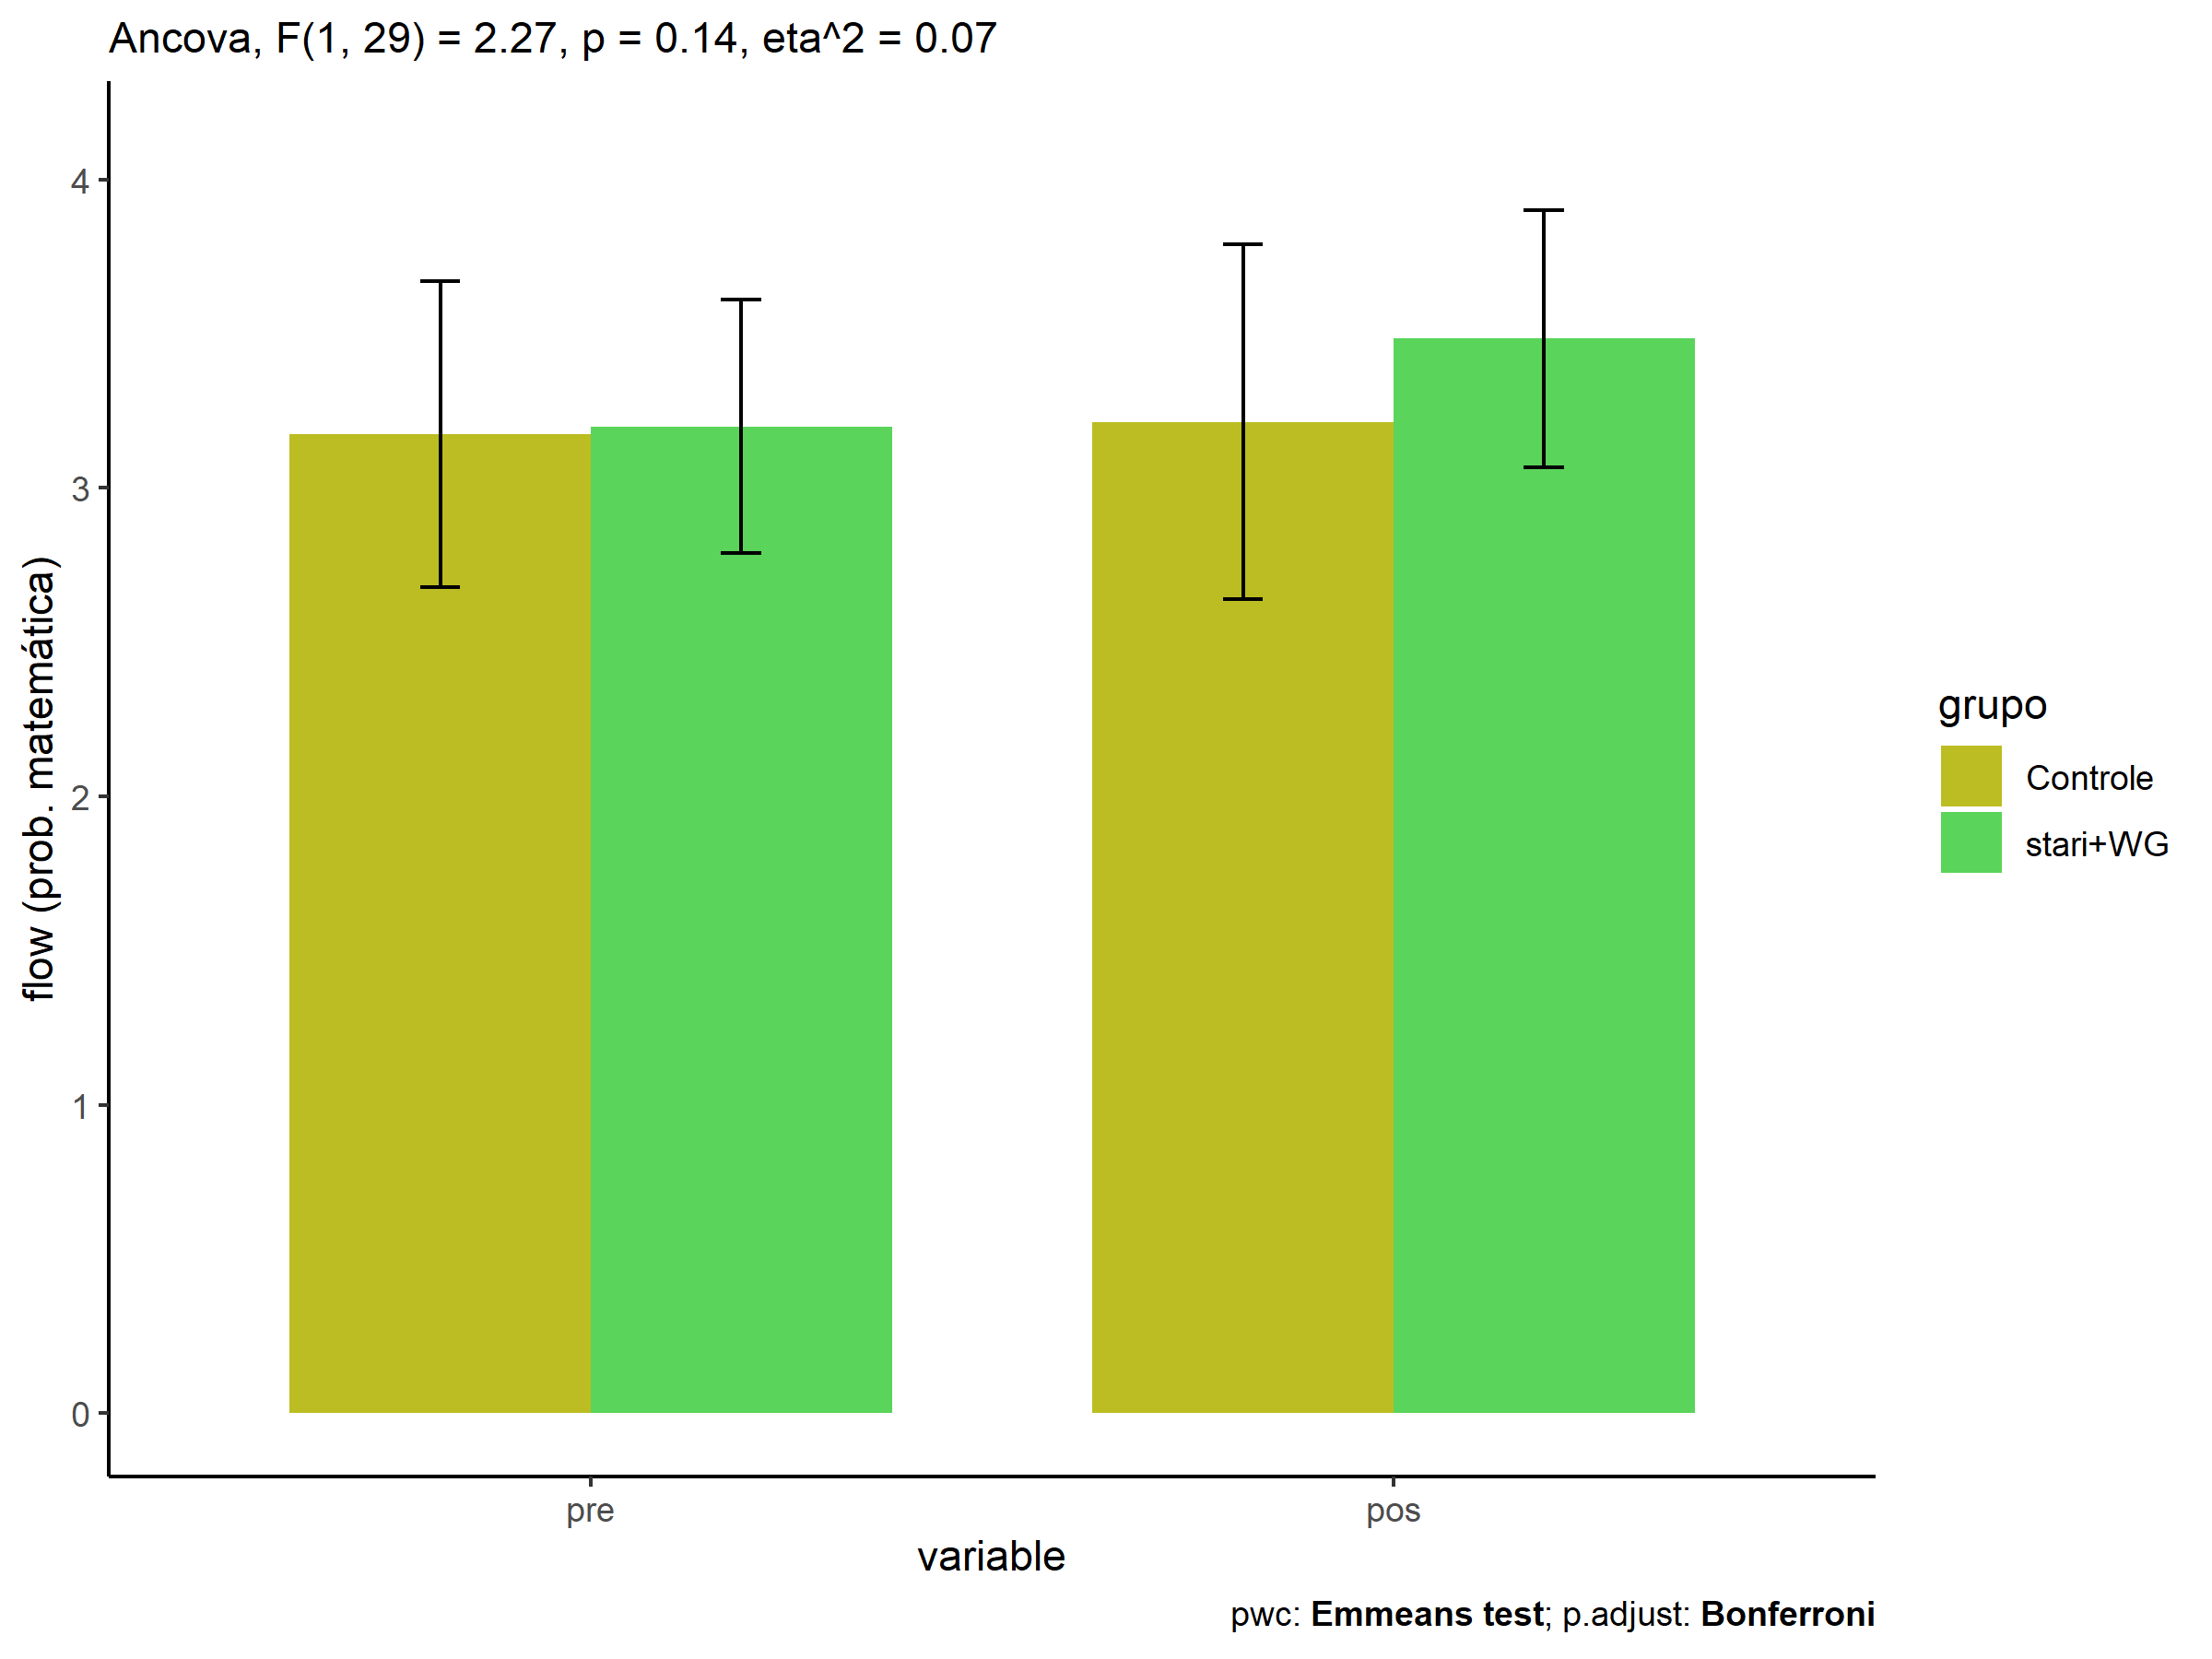 Ancova, F(1, 29) = 2.27, p = 0.14, eta^2 = 0.07
flow (prob. matemática)
4
3
2
1
0
pre
pos
variable
grupo
Controle
stari+WG
pwc: Emmeans test; p.adjust: Bonferroni